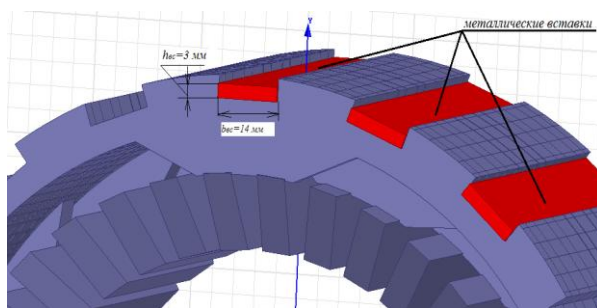 металлические вставки
Y
hвс=3 мм
bвс=14 мм